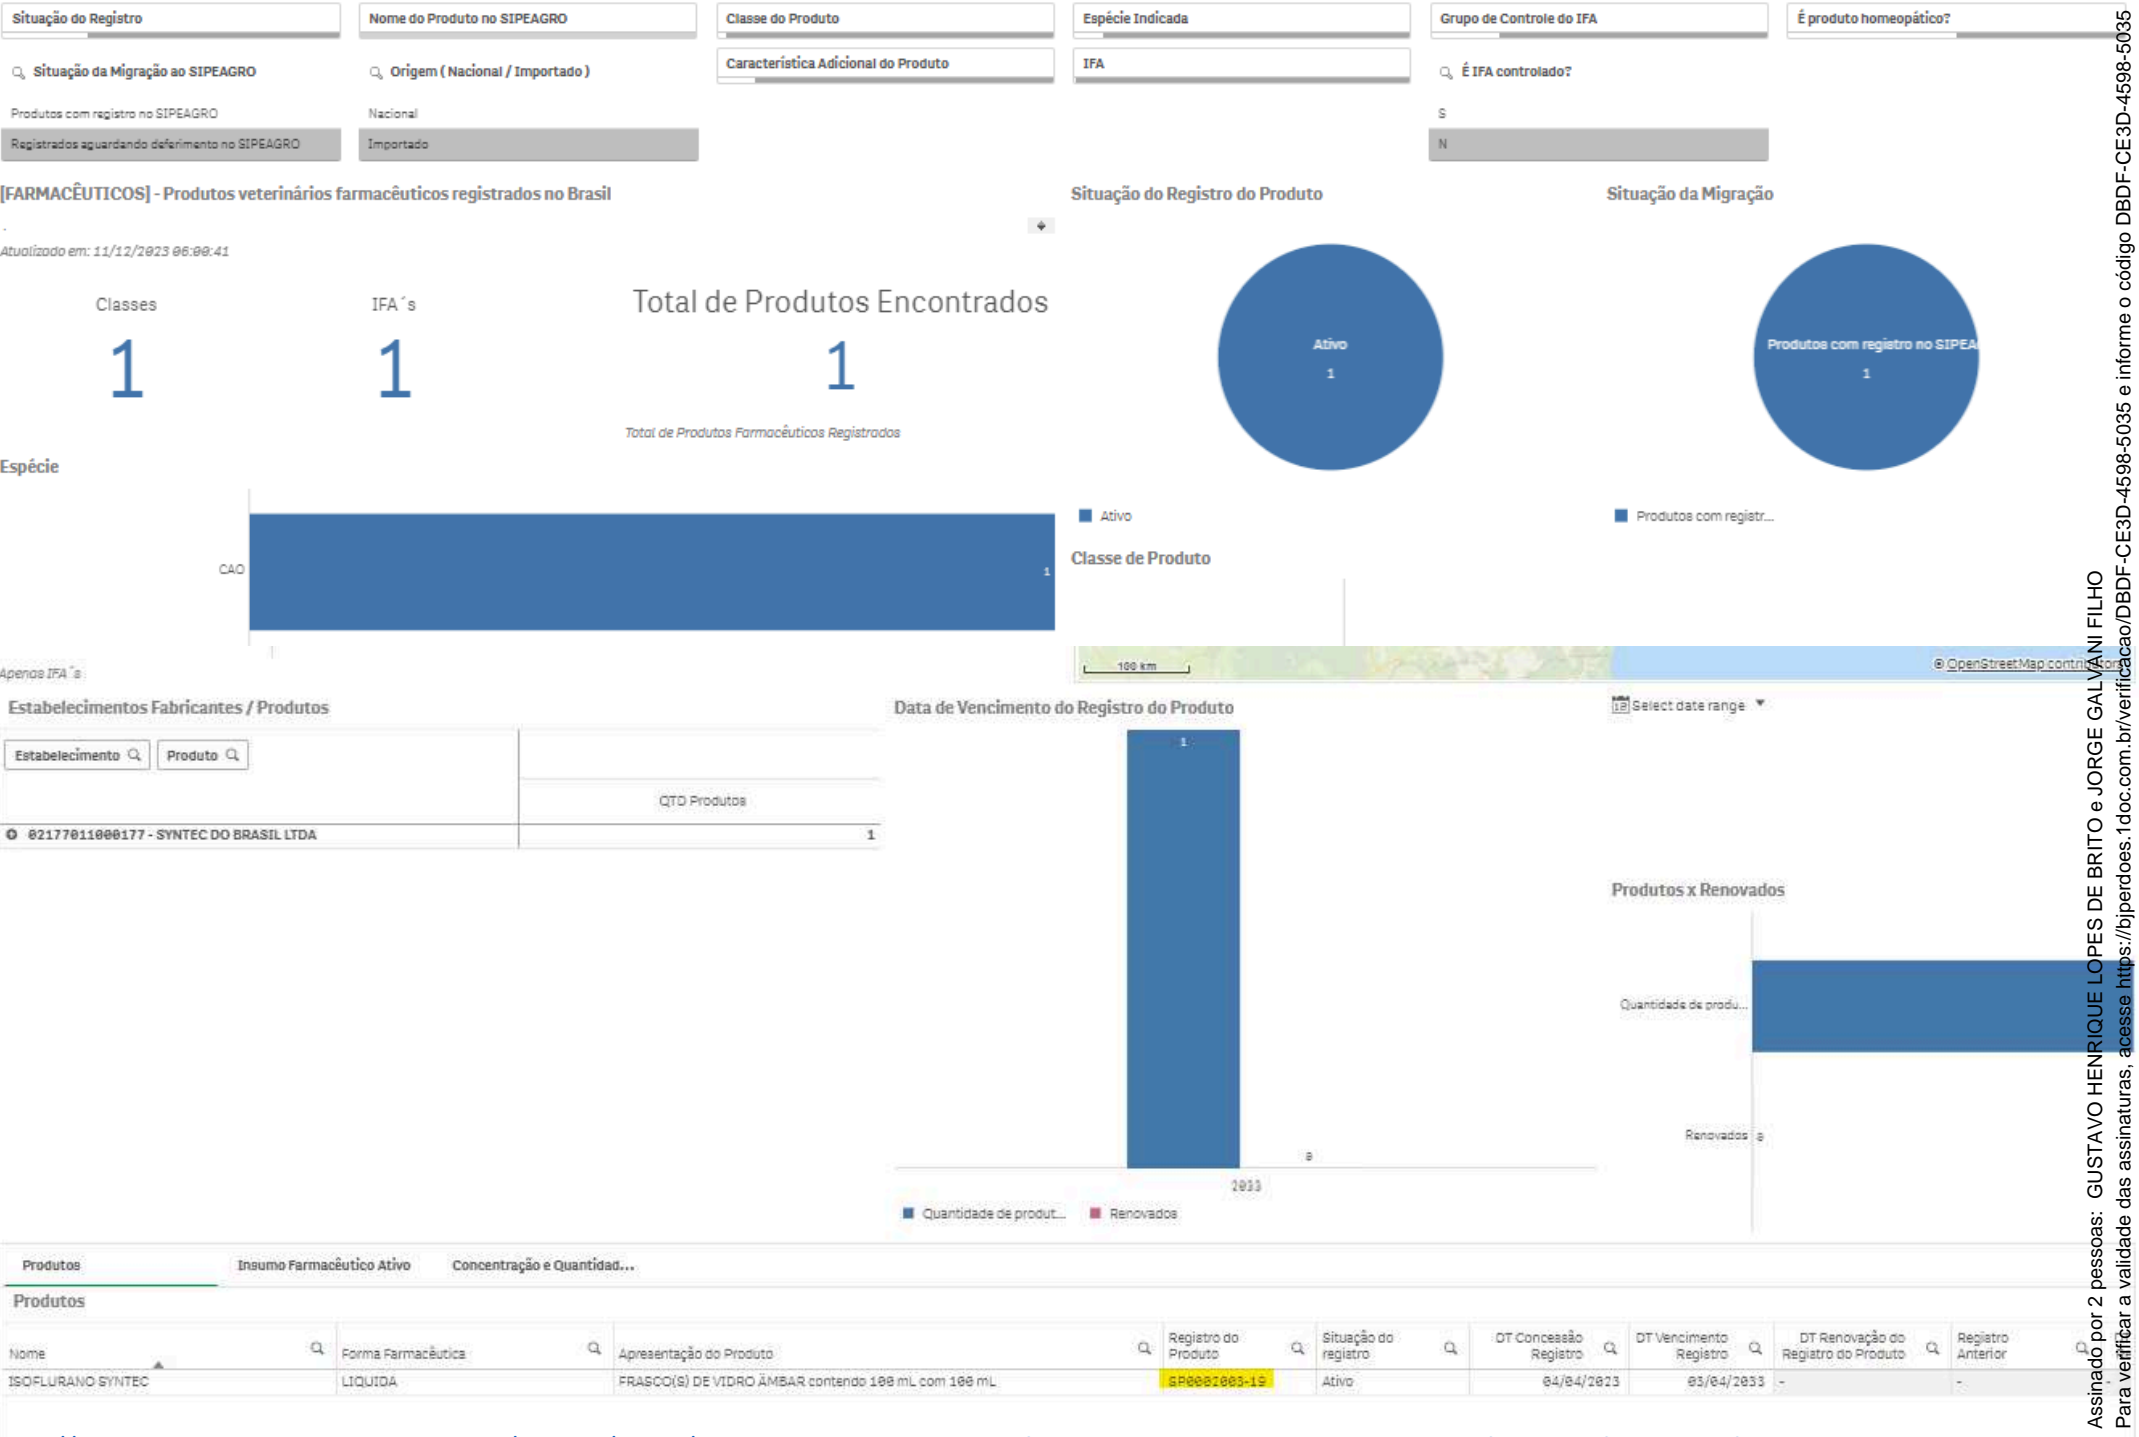 Situação do Registro
Nome do Produto no SIPEAGRO
Classe do Produto
Espécie Indicada
Grupo de Controle do IFA
É produto homeopático?
Situação da Migração ao SIPEAGRO
Origem ( Nacional / Importado )
Característica Adicional do Produto
IFA
É IFA controlado?
Produtos com registro no SIPEAGRO
Nacional
S
Registrados aguardando deferimento no SIPEAGRO
Importado
N
[FARMACÊUTICOS] - Produtos veterinários farmacêuticos registrados no Brasil
.
Atualizado em: 11/12/2023 06:00:41
Classes
1
IFA´s
1
Total de Produtos Encontrados
1
Total de Produtos Farmacêuticos Registrados
Situação do Registro do Produto
Ativo
1
Ativo
Situação da Migração
Produtos com registro no SIPEA
1
Produtos com registr...
Espécie
CAO
1
Classe de Produto
Apenas IFA´s
100 km
© OpenStreetMap contributors
Estabelecimentos Fabricantes / Produtos
Estabelecimento
Produto
QTD Produtos
02177011000177 - SYNTEC DO BRASIL LTDA
1
Data de Vencimento do Registro do Produto
1
0
2033
Quantidade de produt...
Renovados
Select date range
Produtos x Renovados
Quantidade de produ...
Renovados
0
Produtos
Insumo Farmacêutico Ativo
Concentração e Quantidad...
Produtos
Nome
Forma Farmacêutica
Apresentação do Produto
Registro do
Produto
Situação do
registro
DT Concessão
Registro
DT Vencimento
Registro
DT Renovação do
Registro do Produto
Registro
Anterior
ISOFLURANO SYNTEC
LIQUIDA
FRASCO(S) DE VIDRO ÂMBAR contendo 100 mL com 100 mL
SP0002003-19
Ativo
04/04/2023
03/04/2033
-
-
-
Assinado por 2 pessoas: GUSTAVO HENRIQUE LOPES DE BRITO e JORGE GALVANI FILHO
Para verificar a validade das assinaturas, acesse https://bjperdoes.1doc.com.br/verificacao/DBDF-CE3D-4598-5035 e informe o código DBDF-CE3D-4598-5035